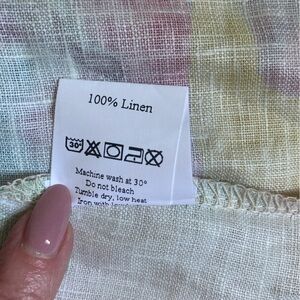 100% Linen
30°
Machine wash at 30°
Do not bleach
Tumble dry, low heat
Iron with